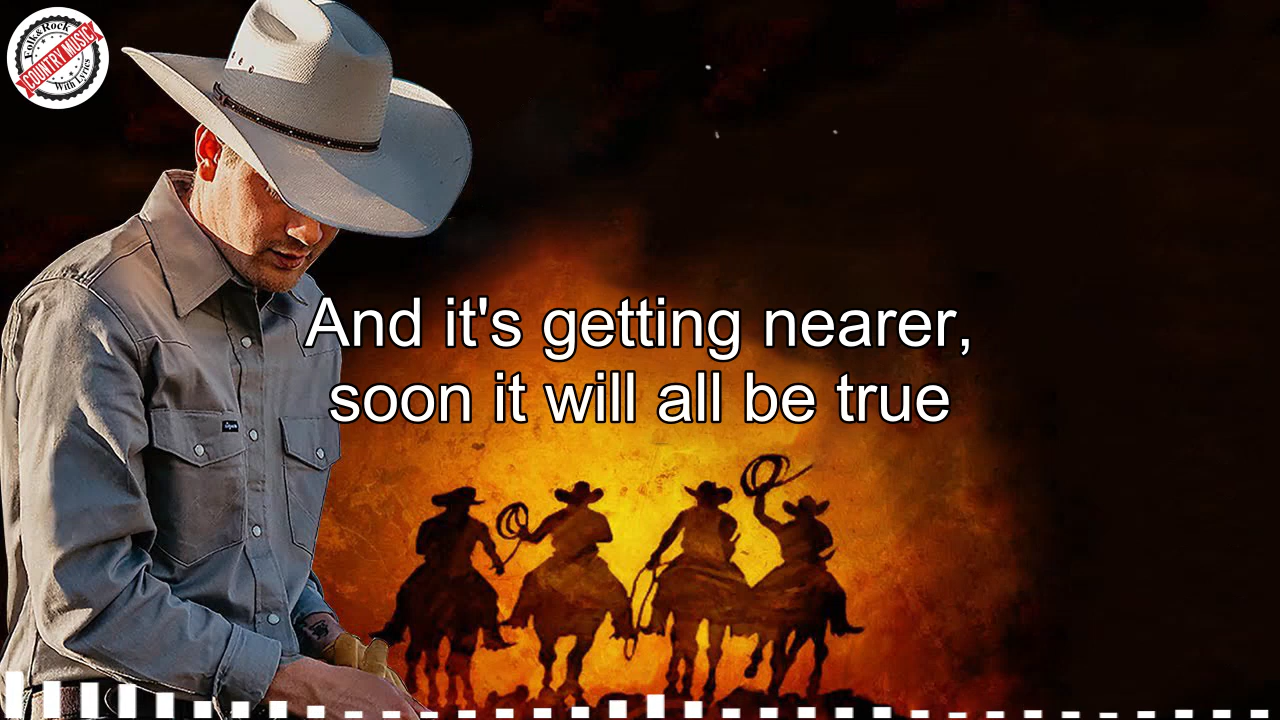 Folk&Rock
COUNTRY MUSIC
With Lyrics
And it's getting nearer,
soon it will all be true